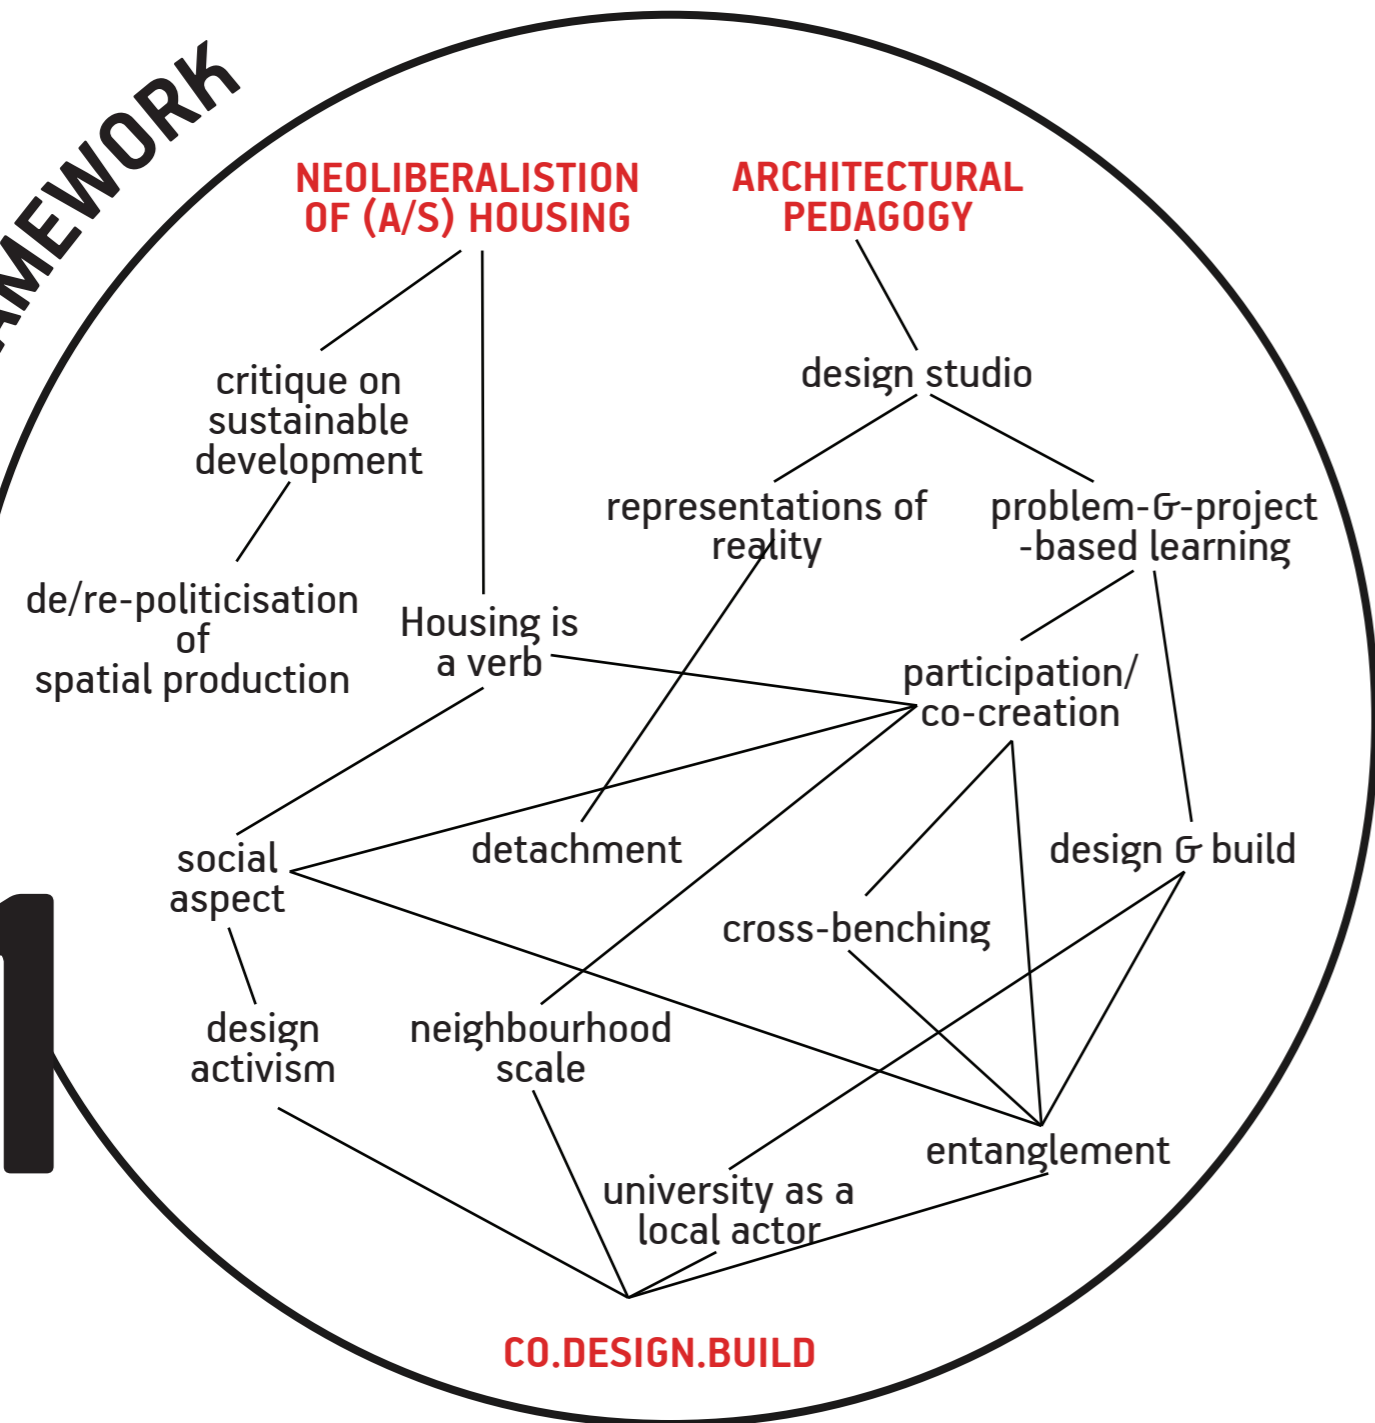 AMEWORK
NEOLIBERALISTION
OF (A/S) HOUSING
ARCHITECTURAL
PEDAGOGY
critique on
sustainable
development
design studio
representations of
reality
problem-&-project
-based learning
de/re-politicisation
of
spatial production
Housing is
a verb
participation/
co-creation
social
aspect
detachment
design & build
cross-benching
design
activism
neighbourhood
scale
entanglement
university as a
local actor
1
CO.DESIGN.BUILD